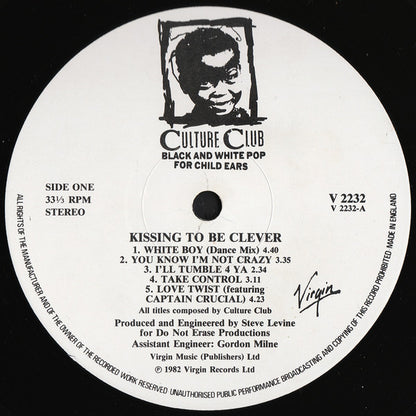 CULTURE CLUB
BLACK AND WHITE POP
FOR CHILD EARS
SIDE ONE
33⅓ RPM
STEREO
V 2232
V 2232-A
KISSING TO BE CLEVER
1. WHITE BOY (Dance Mix) 4.40
2. YOU KNOW I'M NOT CRAZY 3.35
3. I'LL TUMBLE 4 YA 2.34
4. TAKE CONTROL 3.11
5. LOVE TWIST (featuring
CAPTAIN CRUCIAL) 4.23
All titles composed by Culture Club
Produced and Engineered by Steve Levine
for Do Not Erase Productions
Assistant Engineer: Gordon Milne
Virgin Music (Publishers) Ltd
℗ © 1982 Virgin Records Ltd
Virgin
ALL RIGHTS OF THE MANUFACTURER AND OF THE OWNER OF THE RECORDED WORK RESERVED UNAUTHORISED PUBLIC PERFORMANCE BROADCASTING AND COPYING OF THIS RECORD PROHIBITED MADE IN ENGLAND